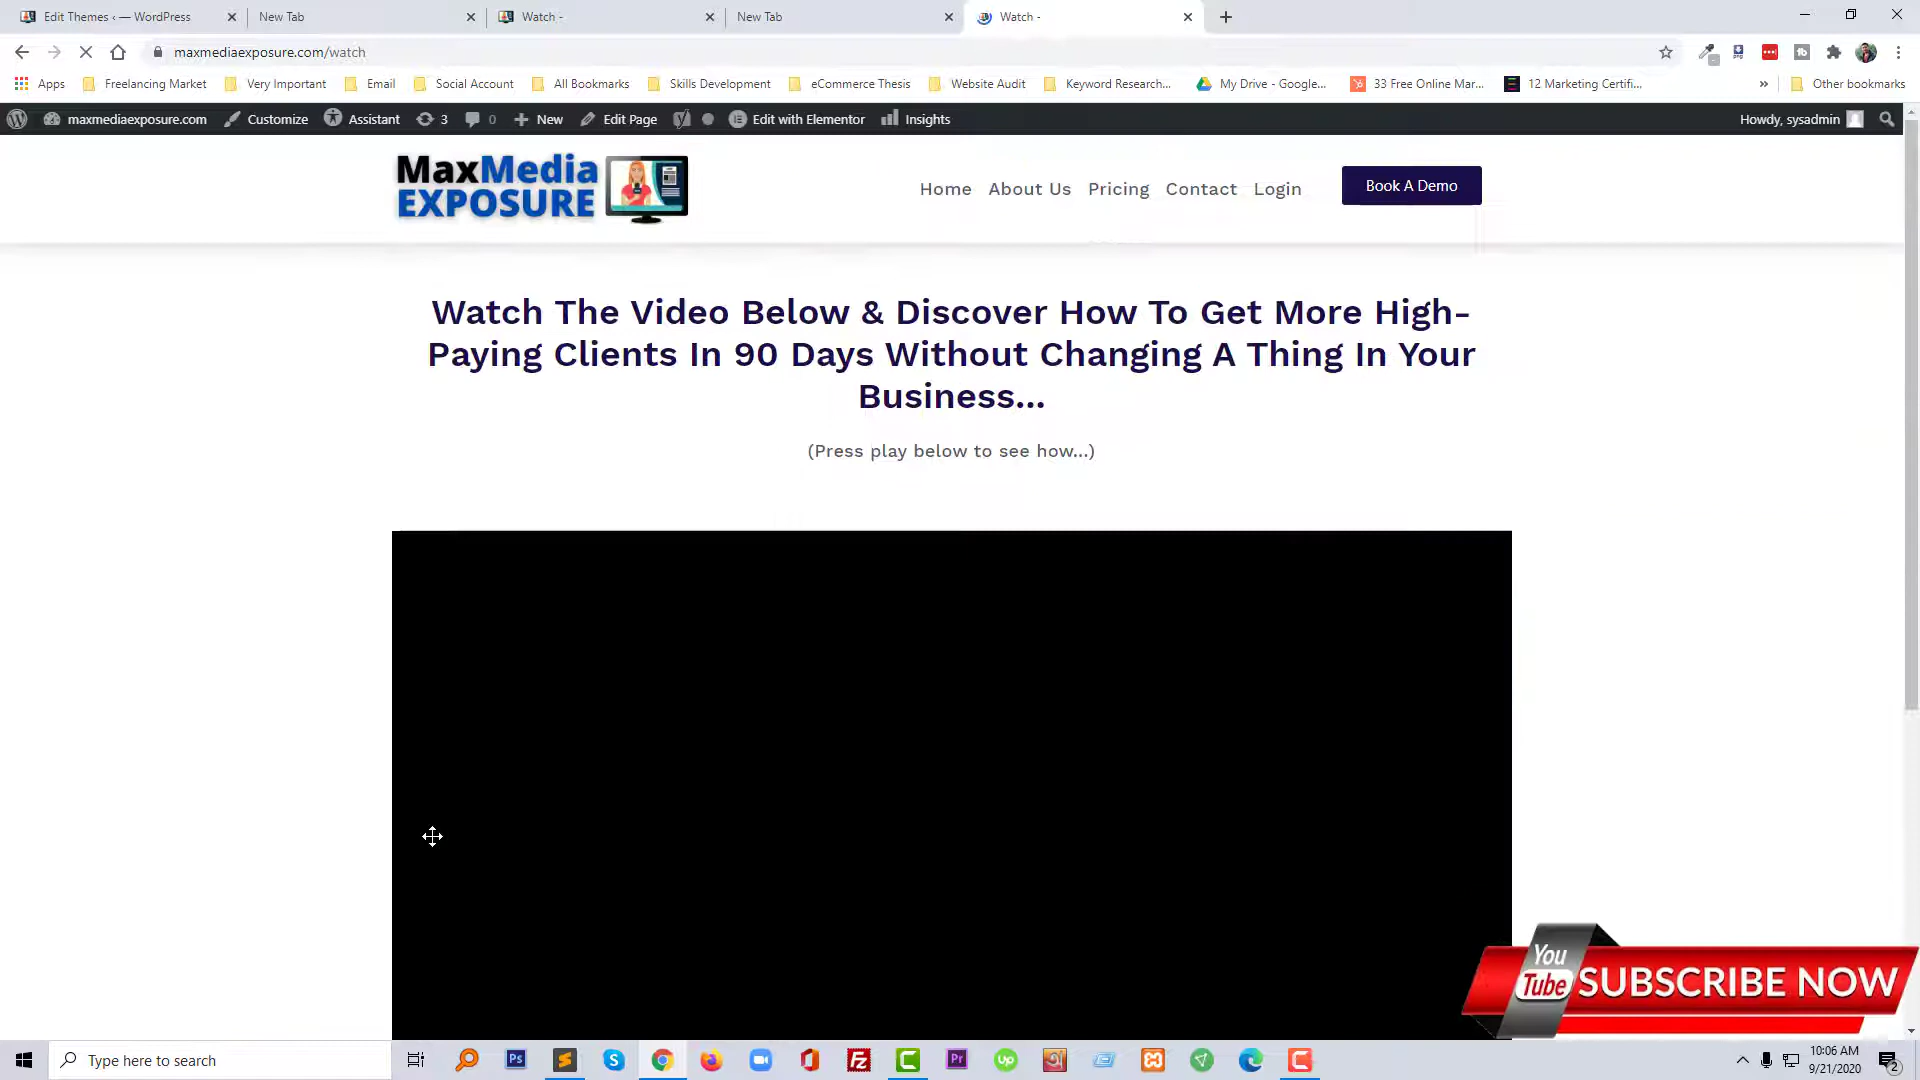 Edit Themes ‹ — WordPress
New Tab
Watch -
New Tab
Watch -
maxmediaexposure.com/watch
Apps
Freelancing Market
Very Important
Email
Social Account
All Bookmarks
Skills Development
eCommerce Thesis
Website Audit
Keyword Research...
My Drive - Google...
33 Free Online Mar...
12 Marketing Certifi...
»
Other bookmarks
maxmediaexposure.com
Customize
Assistant
3
0
New
Edit Page
Edit with Elementor
Insights
Howdy, sysadmin
MaxMedia
EXPOSURE
Home
About Us
Pricing
Contact
Login
Book A Demo
Watch The Video Below & Discover How To Get More High-
Paying Clients In 90 Days Without Changing A Thing In Your
Business...
(Press play below to see how...)
You
Tube
SUBSCRIBE NOW
Type here to search
Ps
Fz
Pr
Up
10:06 AM
9/21/2020
2